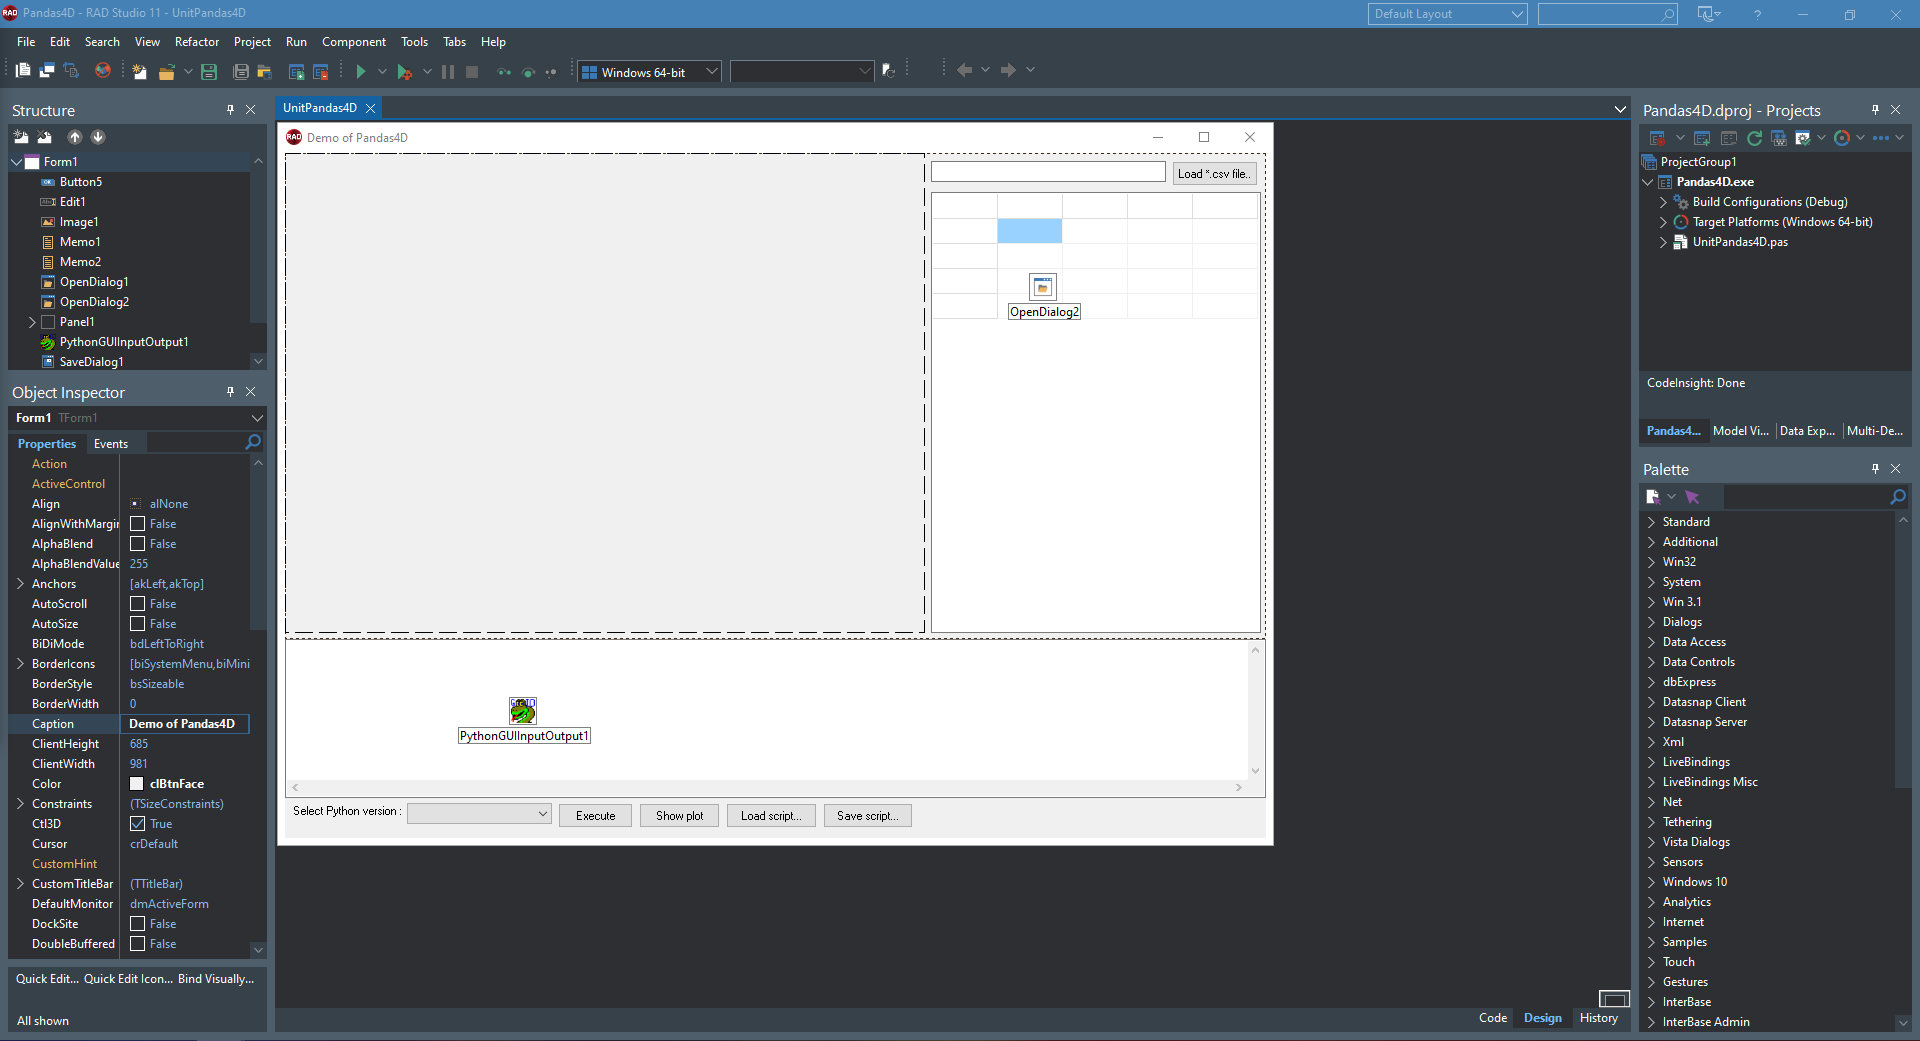 Pandas4D - RAD Studio 11 - UnitPandas4D
Default Layout
File Edit Search View Refactor Project Run Component Tools Tabs Help
Windows 64-bit
Structure
Form1
Button5
Edit1
Image1
Memo1
Memo2
OpenDialog1
OpenDialog2
Panel1
PythonGUIInputOutput1
SaveDialog1
Object Inspector
Form1 TForm1
Properties Events
Action
ActiveControl
Align alNone
AlignWithMargin False
AlphaBlend False
AlphaBlendValue 255
Anchors [akLeft,akTop]
AutoScroll False
AutoSize False
BiDiMode bdLeftToRight
BorderIcons [biSystemMenu,biMini
BorderStyle bsSizeable
BorderWidth 0
Caption Demo of Pandas4D
ClientHeight 685
ClientWidth 981
Color clBtnFace
Constraints (TSizeConstraints)
Ctl3D True
Cursor crDefault
CustomHint
CustomTitleBar (TTitleBar)
DefaultMonitor dmActiveForm
DockSite False
DoubleBuffered False
Quick Edit... Quick Edit Icon... Bind Visually...
All shown
UnitPandas4D
RAD Demo of Pandas4D
Load *.csv file..
OpenDialog2
PythonGUIInputOutput1
Select Python version :
Execute
Show plot
Load script...
Save script...
Code Design History
Pandas4D.dproj - Projects
ProjectGroup1
Pandas4D.exe
Build Configurations (Debug)
Target Platforms (Windows 64-bit)
UnitPandas4D.pas
CodeInsight: Done
Pandas4... Model Vi... Data Exp... Multi-De...
Palette
Standard
Additional
Win32
System
Win 3.1
Dialogs
Data Access
Data Controls
dbExpress
Datasnap Client
Datasnap Server
Xml
LiveBindings
LiveBindings Misc
Net
Tethering
Vista Dialogs
Sensors
Windows 10
Analytics
Internet
Samples
Touch
Gestures
InterBase
InterBase Admin